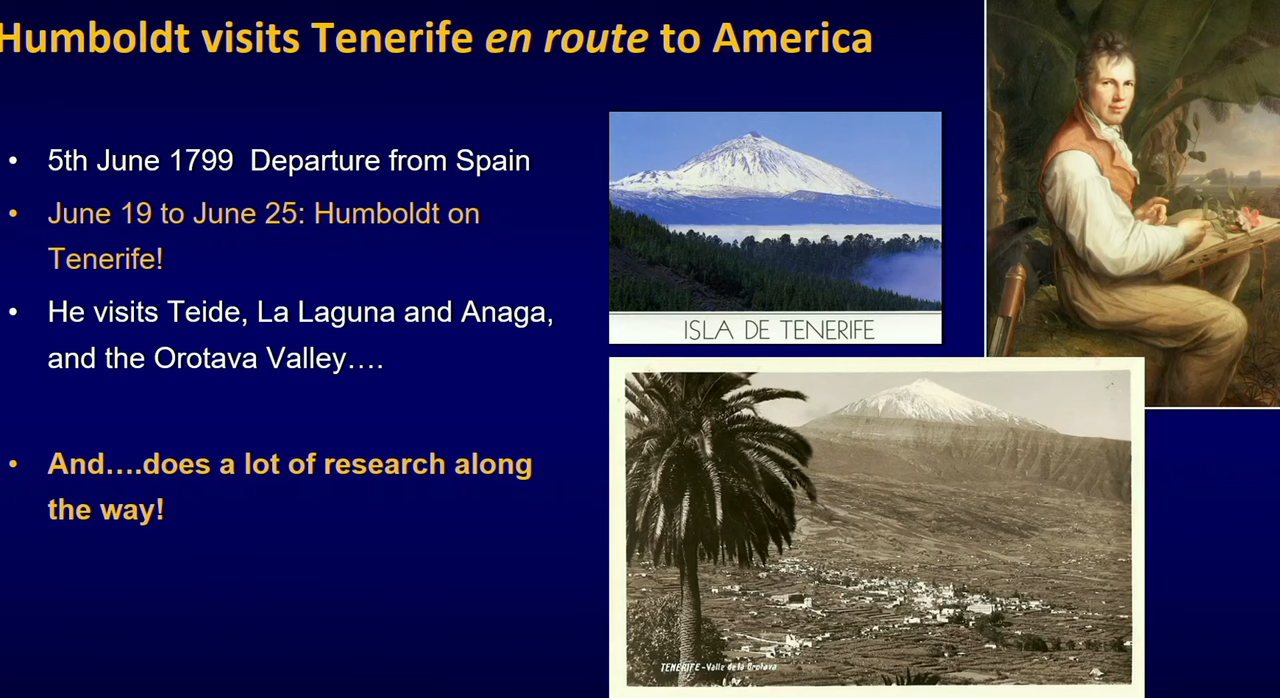 Humboldt visits Tenerife en route to America
• 5th June 1799 Departure from Spain
• June 19 to June 25: Humboldt on
Tenerife!
• He visits Teide, La Laguna and Anaga,
and the Orotava Valley….
• And….does a lot of research along
the way!
ISLA DE TENERIFE
TENERIFE-Valle de la Orotava